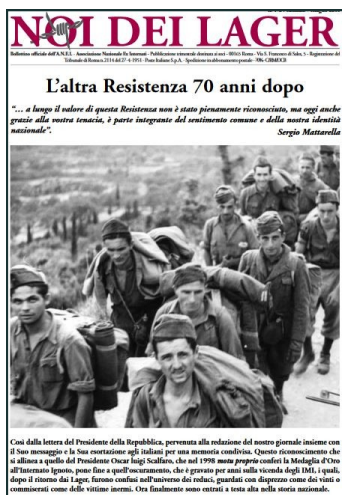 NOI DEI LAGER
Bollettino ufficiale dell'A.N.E.I. - Associazione Nazionale Ex Internati - Pubblicazione trimestrale destinata ai soci - 00165 Roma - Via S. Francesco di Sales, 5 - Registrazione del
Tribunale di Roma n. 2114 del 27-4-1951 - Poste Italiane S.p.A. - Spedizione in abbonamento postale - 70%
L'altra Resistenza 70 anni dopo
"… a lungo il valore di questa Resistenza non è stato pienamente riconosciuto, ma oggi anche
grazie alla vostra tenacia, è parte integrante del sentimento comune e della nostra identità
nazionale".
Sergio Mattarella
Così dalla lettera del Presidente della Repubblica, pervenuta alla redazione del nostro giornale insieme con
il Suo messaggio e la Sua esortazione agli italiani per una memoria condivisa. Questo riconoscimento che
si allinea a quello del Presidente Oscar luigi Scalfaro, che nel 1998 motu proprio conferì la Medaglia d'Oro
all'Internato Ignoto, pone fine a quell'oscuramento, che è gravato per anni sulla vicenda degli IMI, i quali,
dopo il ritorno dai Lager, furono confusi nell'universo dei reduci, guardati con disprezzo come dei vinti o
commiserati come delle vittime inermi. Ora finalmente sono entrati a testa alta nella storia nazionale.